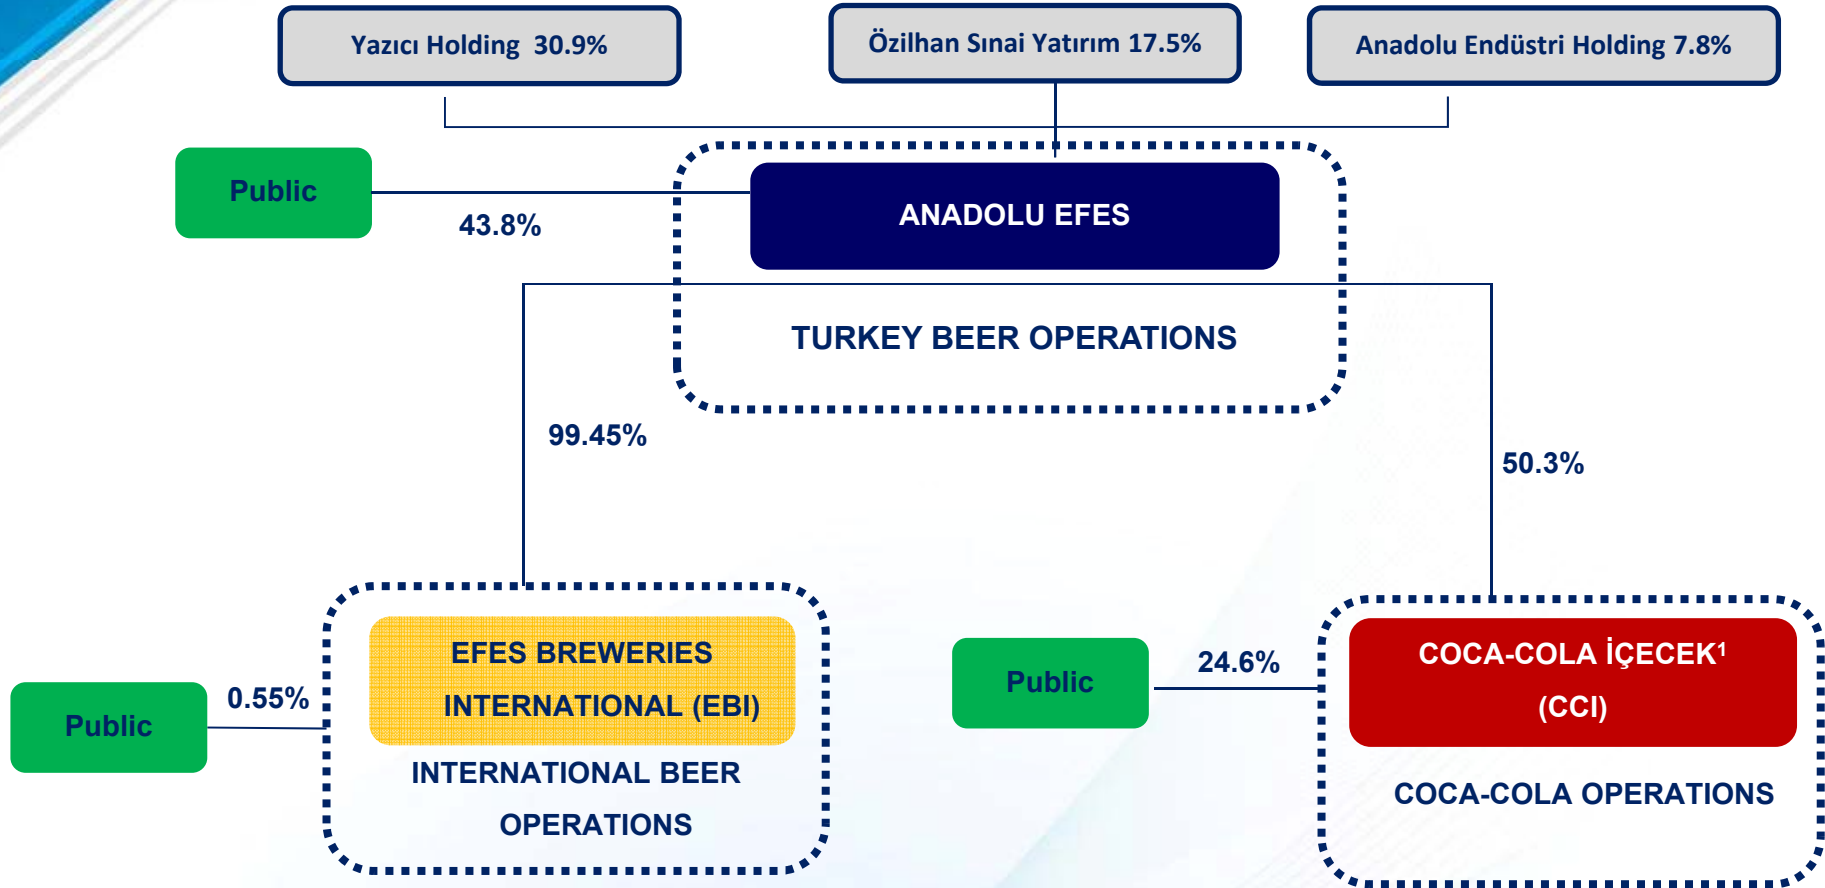 Yazıcı Holding 30.9%
Özilhan Sınai Yatırım 17.5%
Anadolu Endüstri Holding 7.8%
Public
43.8%
ANADOLU EFES
TURKEY BEER OPERATIONS
99.45%
50.3%
Public
0.55%
EFES BREWERIES
INTERNATIONAL (EBI)
INTERNATIONAL BEER
OPERATIONS
Public
24.6%
COCA-COLA İÇECEK¹
(CCI)
COCA-COLA OPERATIONS